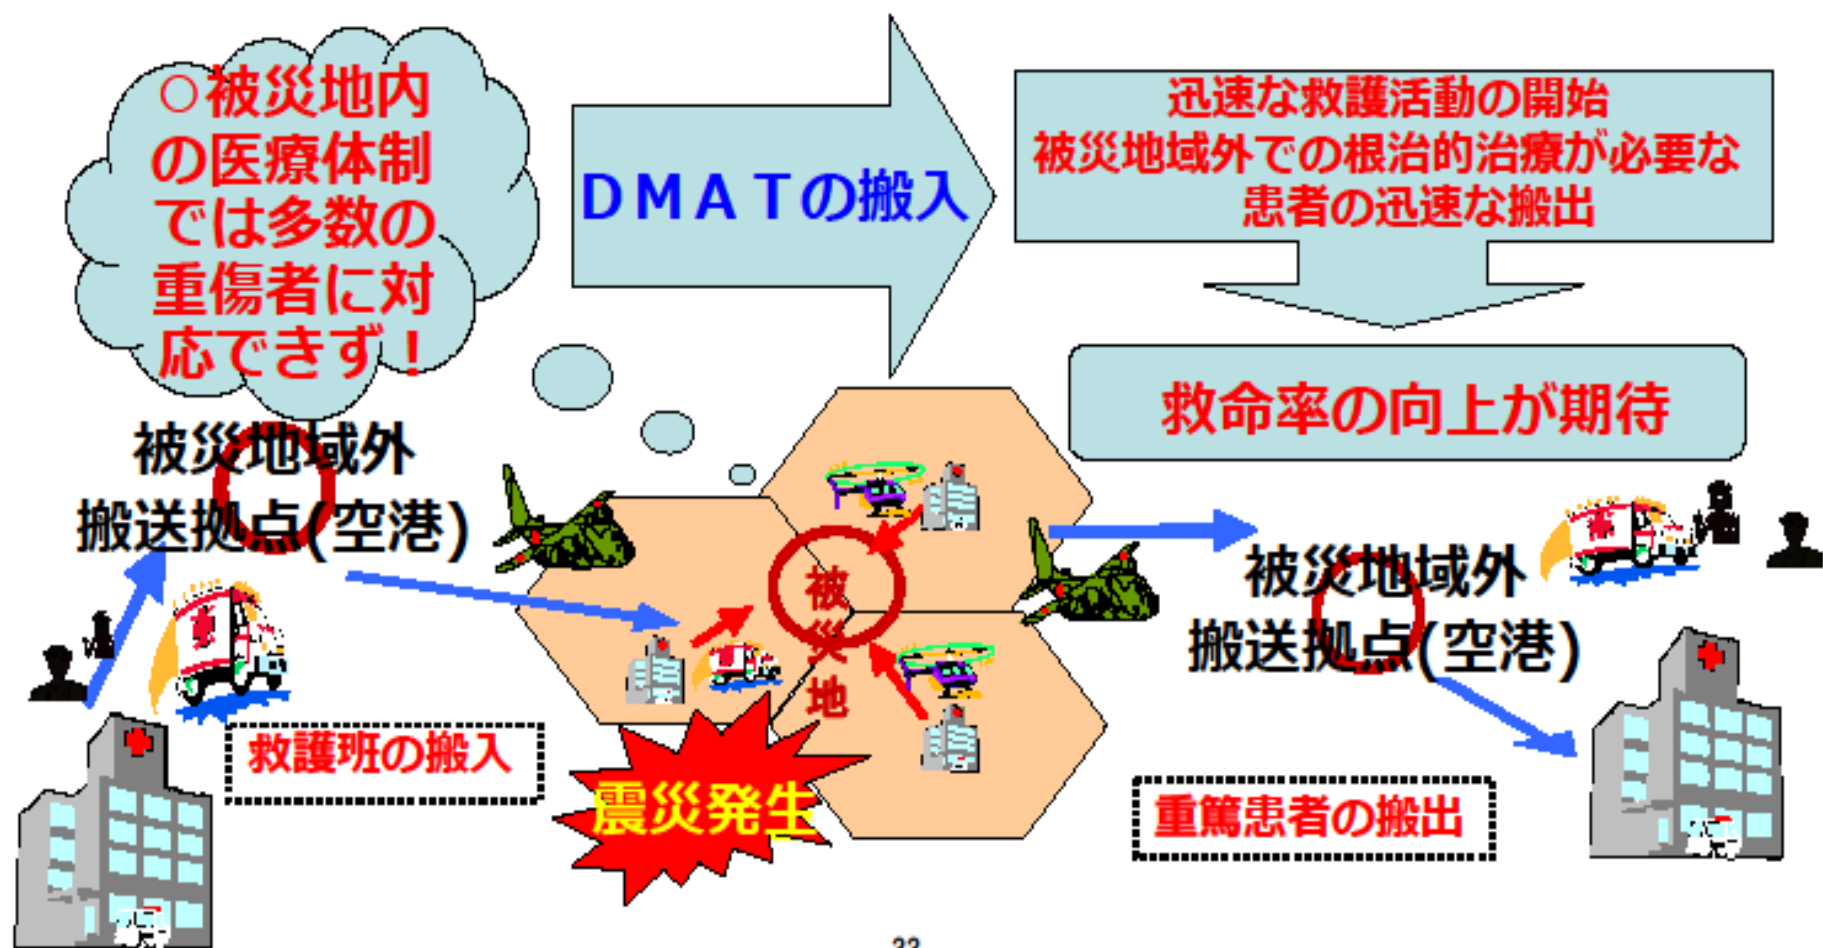 ○被災地内
の医療体制
では多数の
重傷者に対
応できず！
DMATの搬入
迅速な救護活動の開始
被災地域外での根治的治療が必要な
患者の迅速な搬出
救命率の向上が期待
被災地域外
搬送拠点(空港)
被災地
被災地域外
搬送拠点(空港)
救護班の搬入
震災発生
重篤患者の搬出